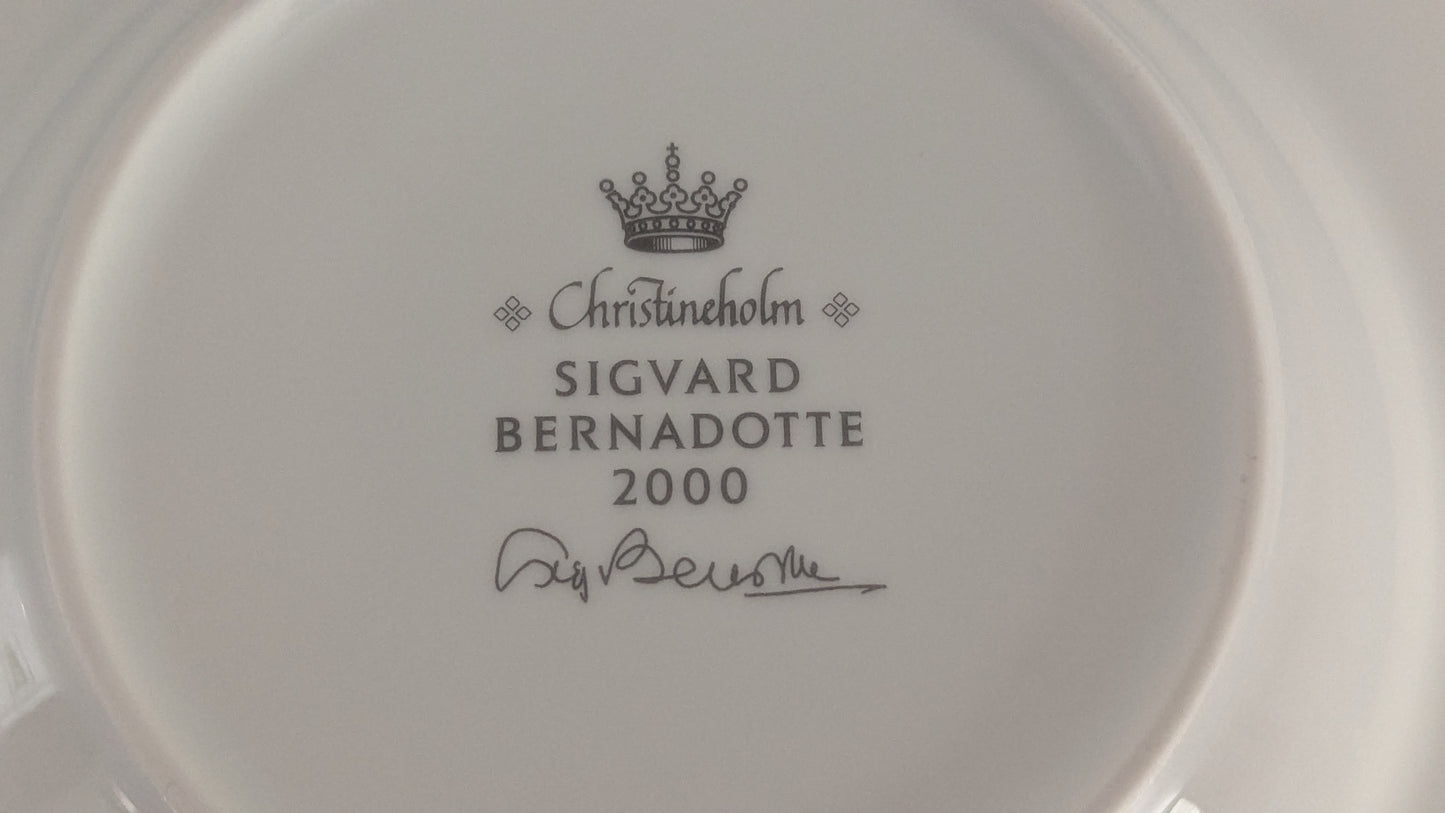 Christineholm
SIGVARD
BERNADOTTE
2000